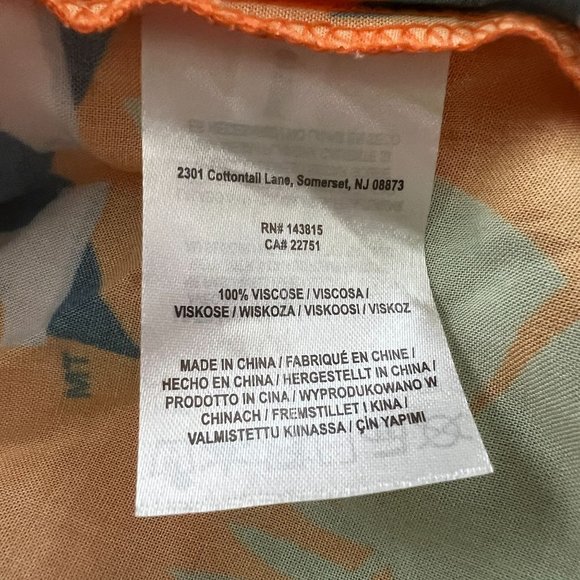 2301 Cottontail Lane, Somerset, NJ 08873
RN# 143815
CA# 22751
100% VISCOSE / VISCOSA /
VISKOSE / WISKOZA / VISKOOSI / VISKOZ
MADE IN CHINA / FABRIQUÉ EN CHINE /
HECHO EN CHINA / HERGESTELLT IN CHINA /
PRODOTTO IN CINA / WYPRODUKOWANO W
CHINACH / FREMSTILLET I KINA /
VALMISTETTU KIINASSA / ÇİN YAPIMI
MT